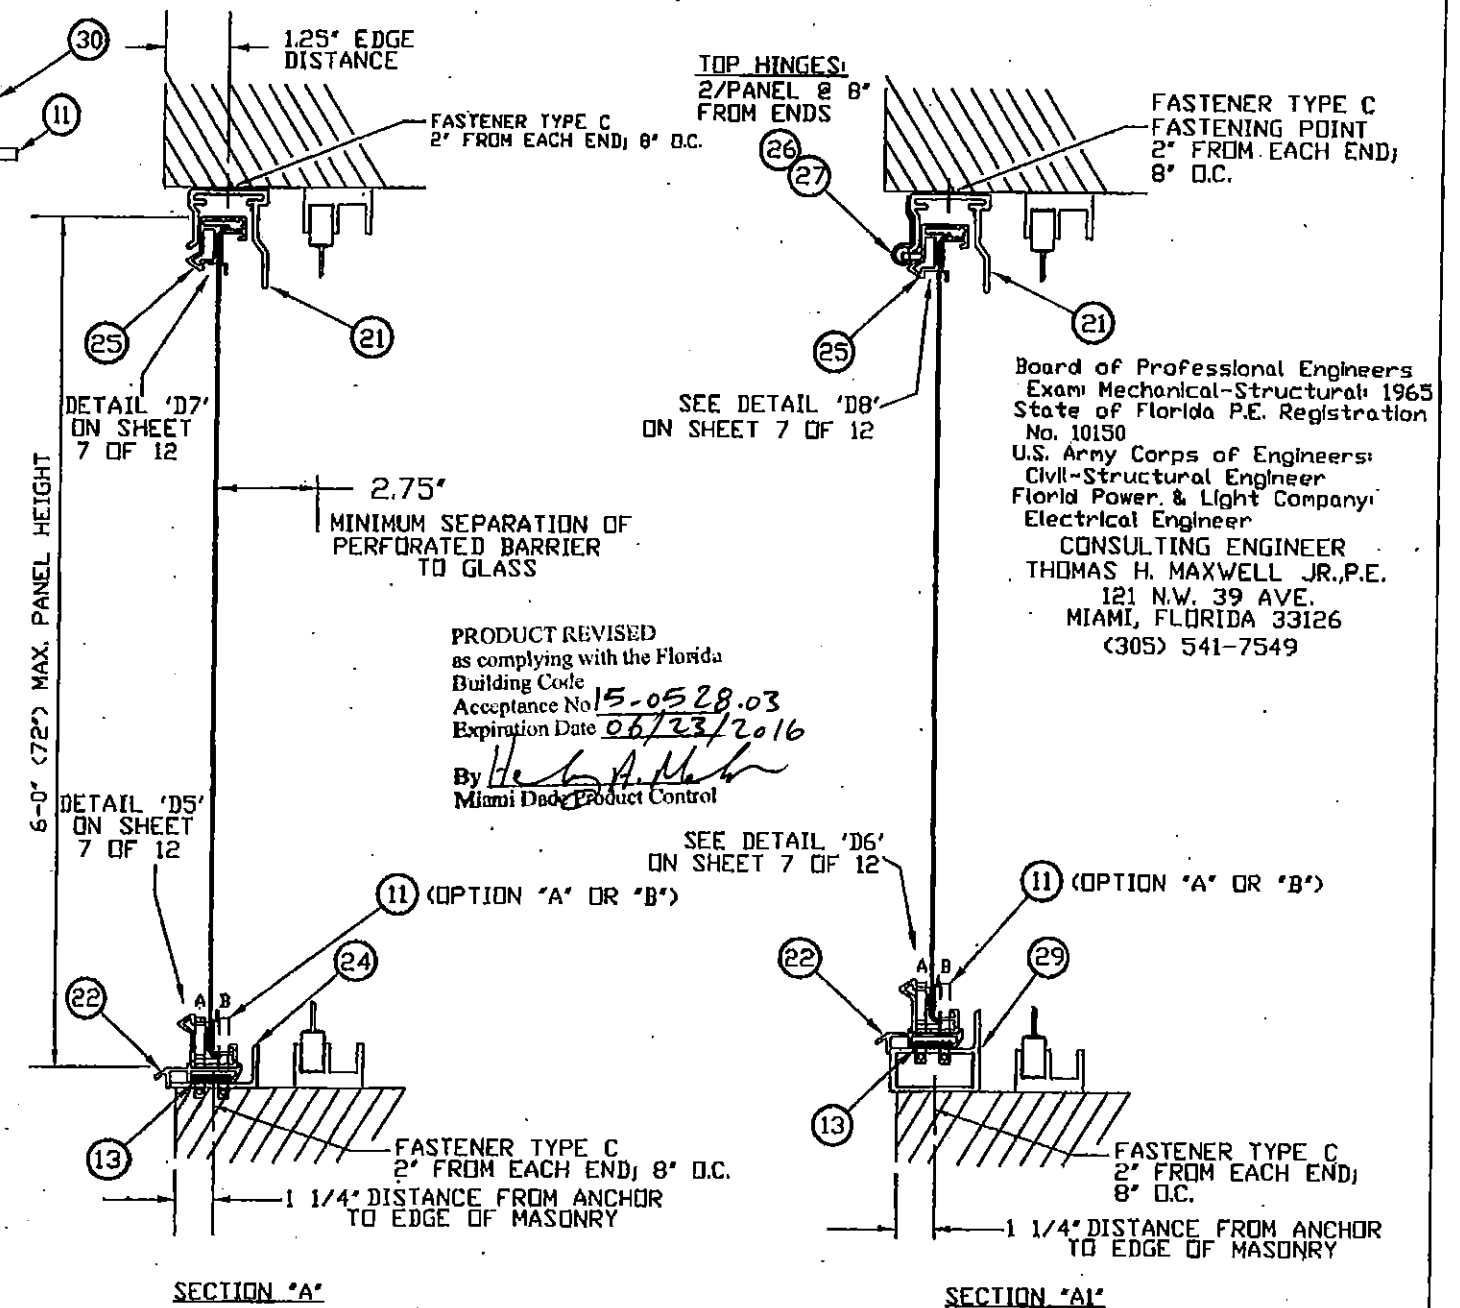 30
1.25" EDGE
DISTANCE
11
FASTENER TYPE C
2" FROM EACH END; 8" O.C.
TOP HINGES:
2/PANEL @ 8"
FROM ENDS
26
27
FASTENER TYPE C
FASTENING POINT
2" FROM EACH END;
8" O.C.
25
21
DETAIL 'D7'
ON SHEET
7 OF 12
25
21
SEE DETAIL 'D8'
ON SHEET 7 OF 12
Board of Professional Engineers
Exam: Mechanical-Structural: 1965
State of Florida P.E. Registration
No. 10150
U.S. Army Corps of Engineers:
Civil-Structural Engineer
Florid Power. & Light Company:
Electrical Engineer
CONSULTING ENGINEER
THOMAS H. MAXWELL JR.,P.E.
121 N.W. 39 AVE.
MIAMI, FLORIDA 33126
(305) 541-7549
6-0" (72") MAX. PANEL HEIGHT
2.75"
MINIMUM SEPARATION OF
PERFORATED BARRIER
TO GLASS
PRODUCT REVISED
as complying with the Florida
Building Code
Acceptance No 15-0528.03
Expiration Date 06/23/2016
By
Miami Dade Product Control
DETAIL 'D5'
ON SHEET
7 OF 12
11 (OPTION "A" OR "B")
24
22
A B
13
FASTENER TYPE C
2" FROM EACH END; 8" O.C.
1 1/4" DISTANCE FROM ANCHOR
TO EDGE OF MASONRY
SECTION "A"
SEE DETAIL 'D6'
ON SHEET 7 OF 12
11 (OPTION "A" OR "B")
22
A B
29
13
FASTENER TYPE C
2" FROM EACH END;
8" O.C.
1 1/4" DISTANCE FROM ANCHOR
TO EDGE OF MASONRY
SECTION "A1"